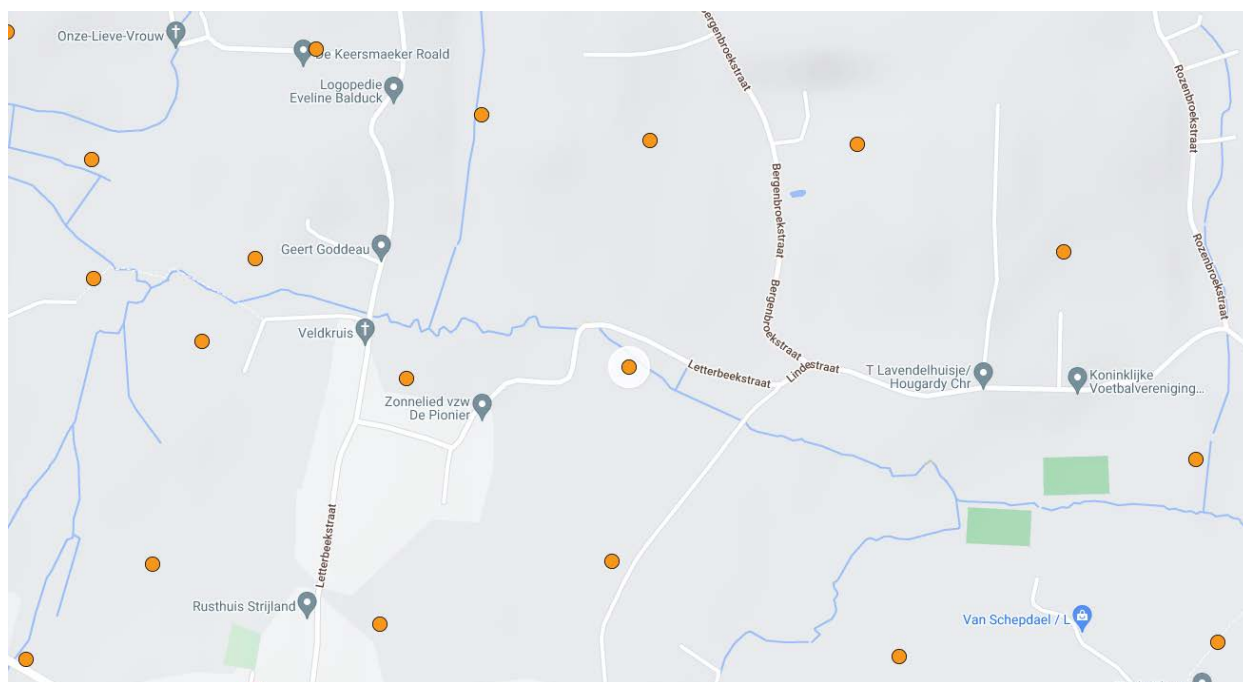 Onze-Lieve-Vrouw
De Keersmaeker Roald
Logopedie
Eveline Balduck
Bergenbroekstraat
Rozenbroekstraat
Bergenbroekstraat
Geert Goddeau
Rozenbroekstraat
Bergenbroekstraat
Veldkruis
Letterbeekstraat
Lindestraat
T Lavendelhuisje/
Hougardy Chr
Koninklijke
Voetbalvereniging...
Zonnelied vzw
De Pionier
Letterbeekstraat
Rusthuis Strijland
Van Schepdael / L